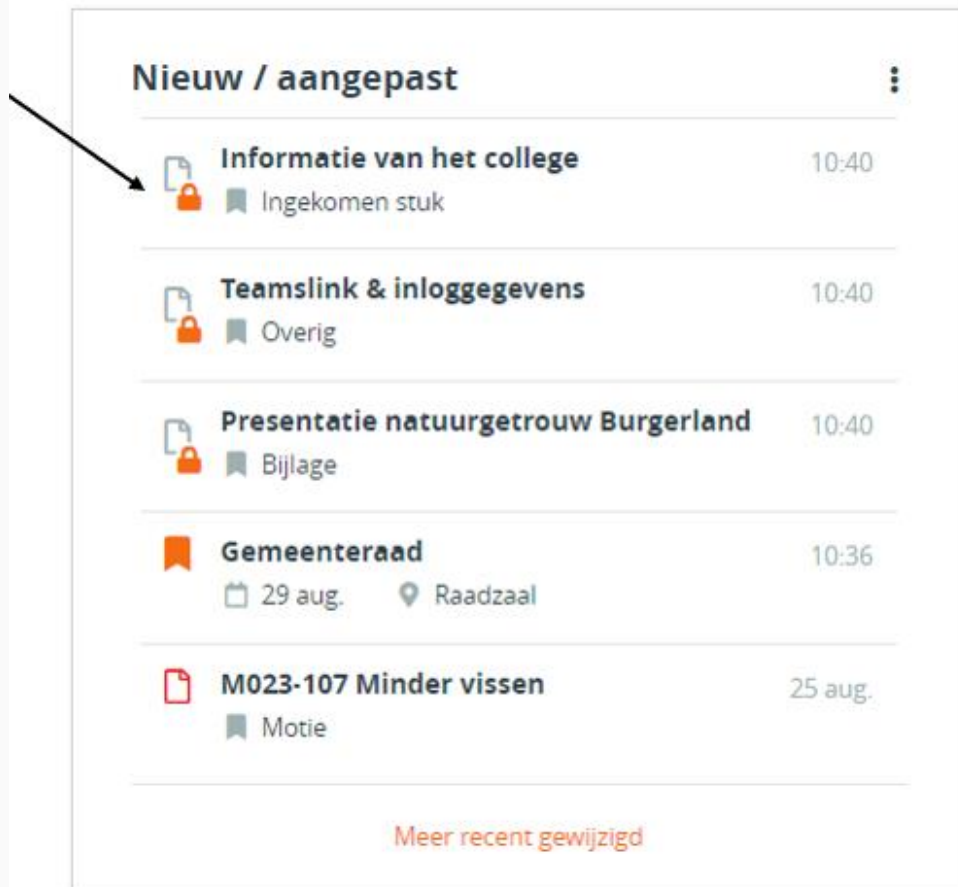 Nieuw / aangepast
Informatie van het college 10:40
Ingekomen stuk
Teamslink & inloggegevens 10:40
Overig
Presentatie natuurgetrouw Burgerland 10:40
Bijlage
Gemeenteraad 10:36
29 aug. Raadzaal
M023-107 Minder vissen 25 aug.
Motie
Meer recent gewijzigd